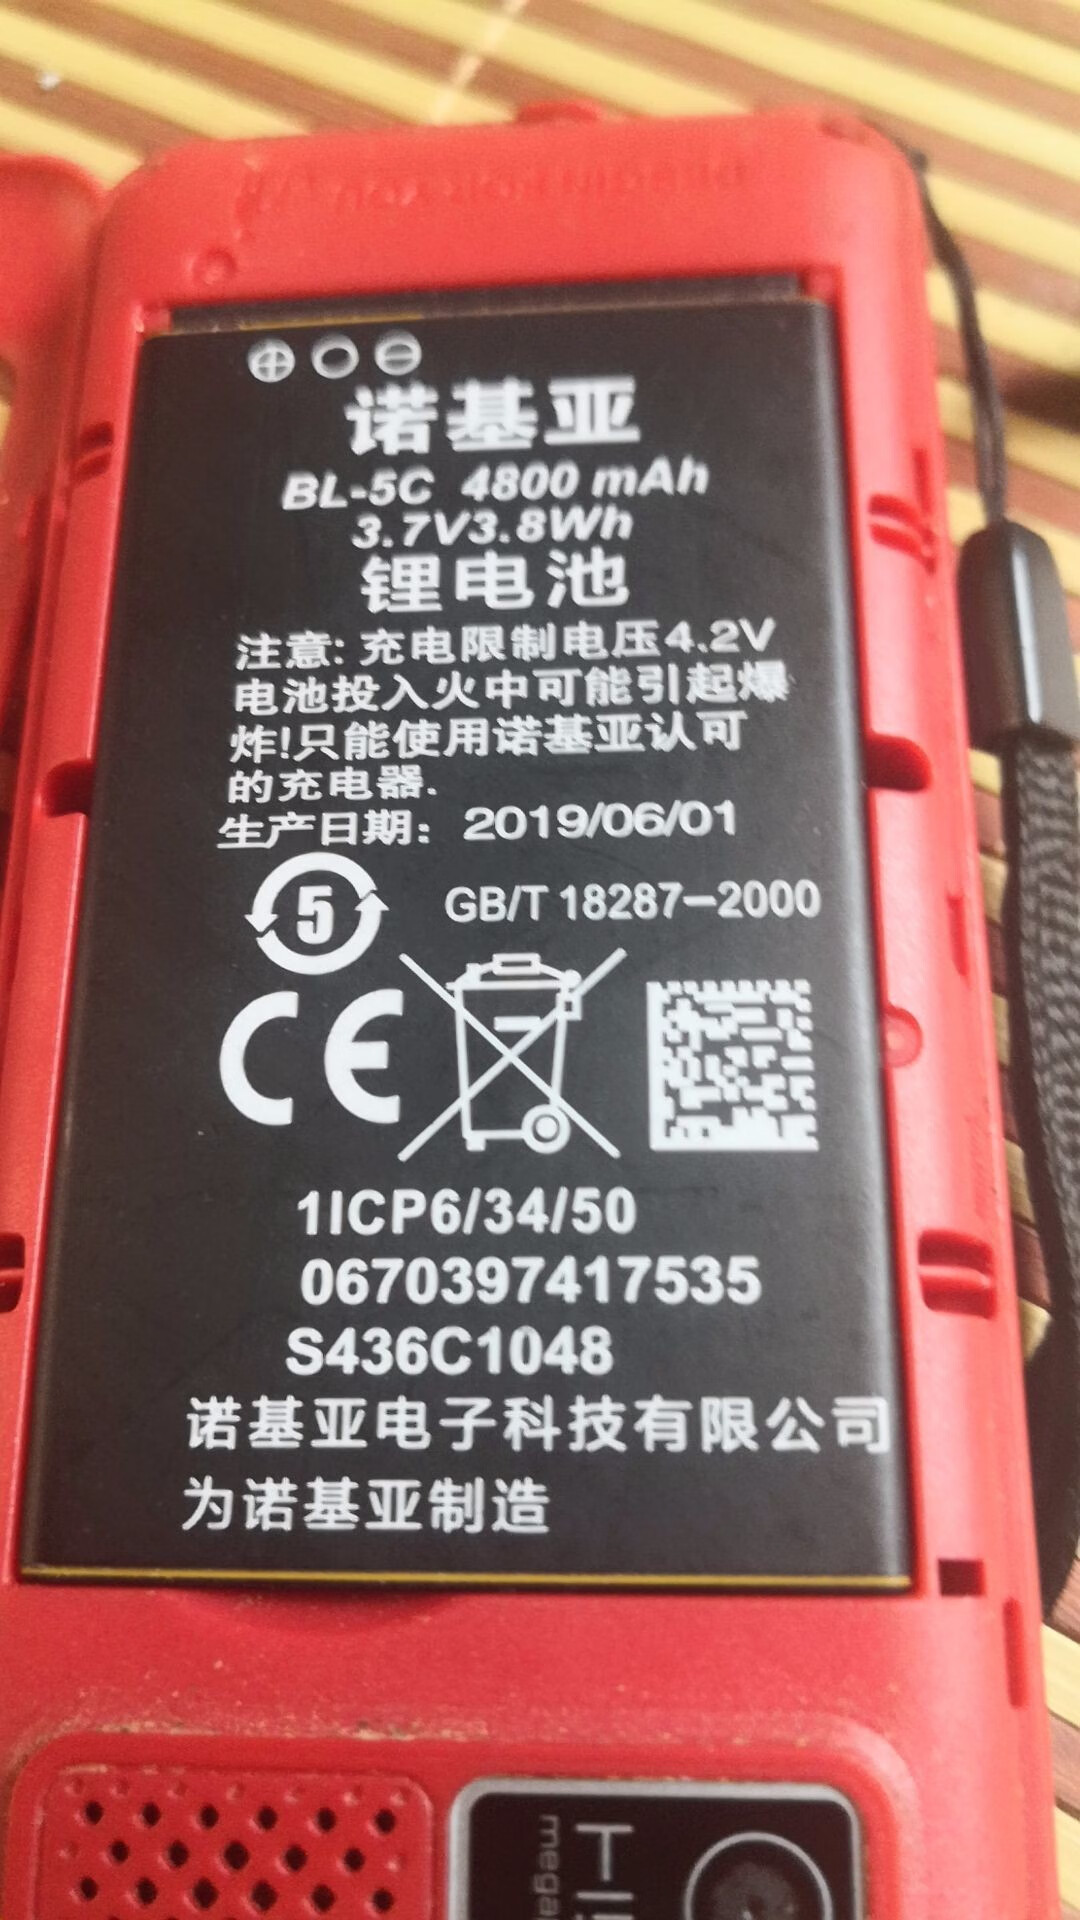 诺基亚
BL-5C 4800 mAh
3.7V3.8Wh
锂电池
注意: 充电限制电压4.2V
电池投入火中可能引起爆
炸!只能使用诺基亚认可
的充电器.
生产日期: 2019/06/01
5 GB/T 18287-2000
CE
1ICP6/34/50
0670397417535
S436C1048
诺基亚电子科技有限公司
为诺基亚制造